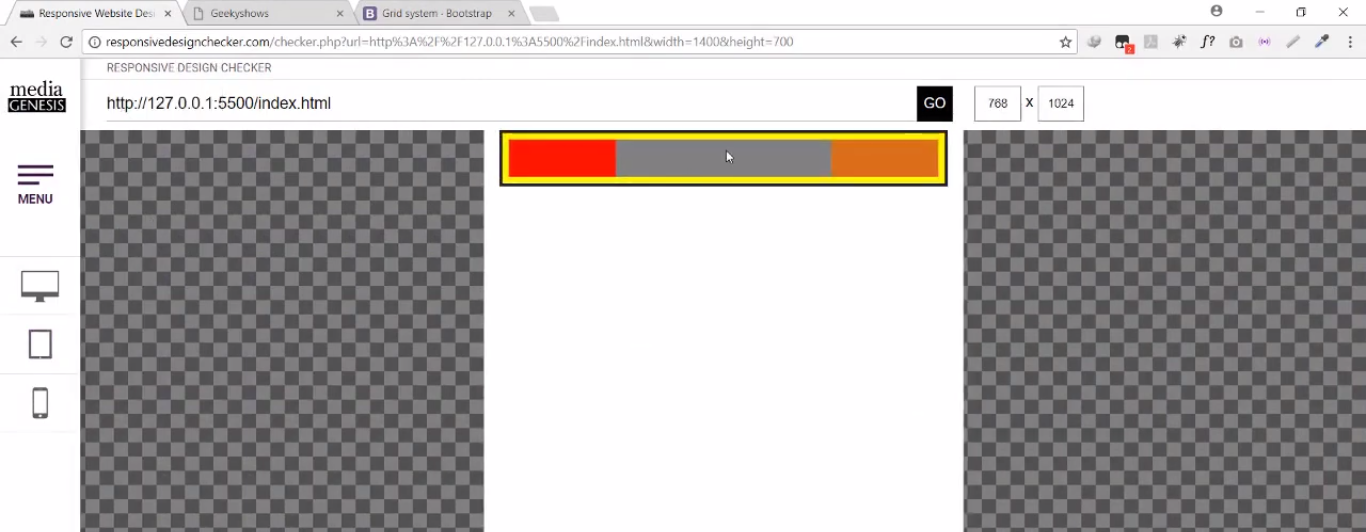 Responsive Website Des
Geekyshows
Grid system - Bootstrap
responsivedesignchecker.com/checker.php?url=http%3A%2F%2F127.0.0.1%3A5500%2Findex.html&width=1400&height=700
f?
2
RESPONSIVE DESIGN CHECKER
media
GENESIS
http://127.0.0.1:5500/index.html
GO
768 X 1024
MENU